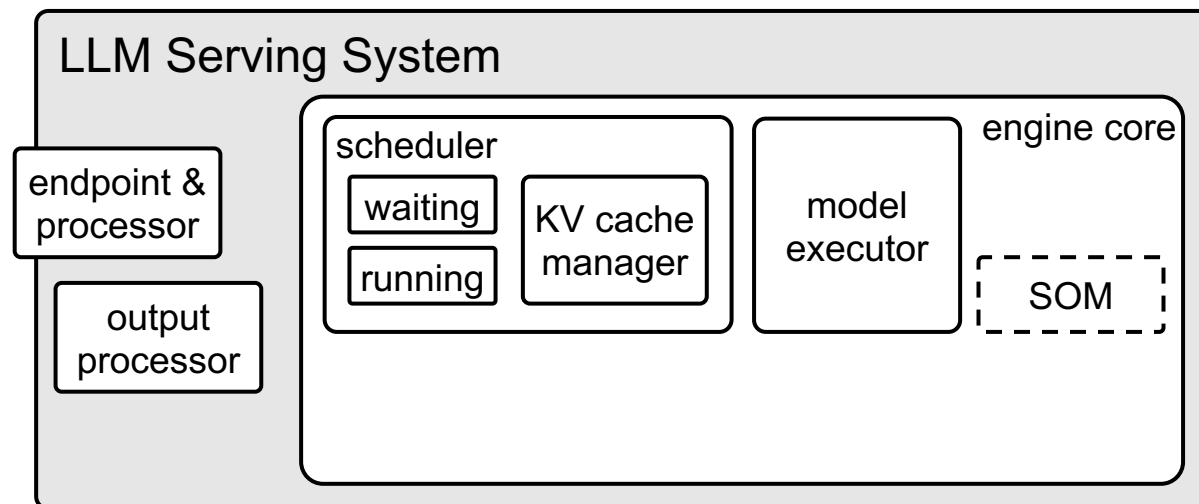 LLM Serving System
endpoint &
processor
output
processor
scheduler
waiting
running
KV cache
manager
model
executor
engine core
SOM